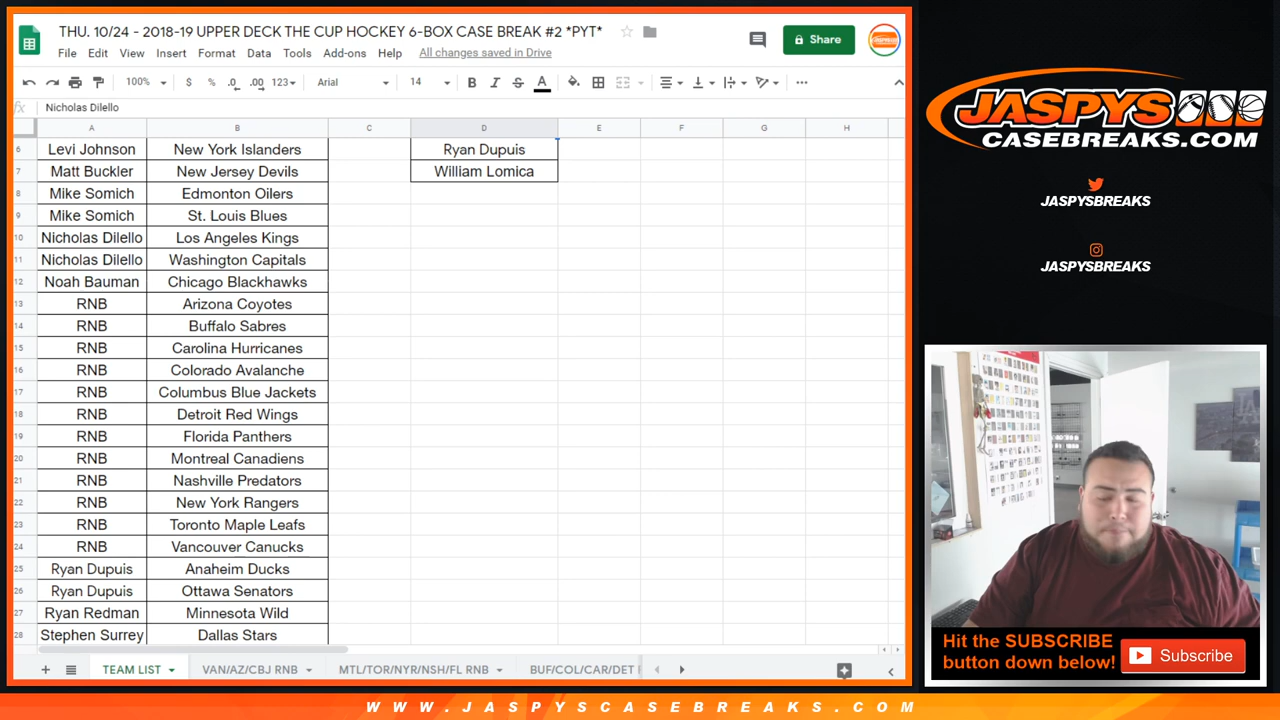 THU. 10/24 - 2018-19 UPPER DECK THE CUP HOCKEY 6-BOX CASE BREAK #2 *PYT*
Share
File Edit View Insert Format Data Tools Add-ons Help All changes saved in Drive
100% $ % .0 .00 123 Arial 14 B I S A
fx Nicholas Dilello
A B C D E F G H
6 Levi Johnson New York Islanders Ryan Dupuis
7 Matt Buckler New Jersey Devils William Lomica
8 Mike Somich Edmonton Oilers
9 Mike Somich St. Louis Blues
10 Nicholas Dilello Los Angeles Kings
11 Nicholas Dilello Washington Capitals
12 Noah Bauman Chicago Blackhawks
13 RNB Arizona Coyotes
14 RNB Buffalo Sabres
15 RNB Carolina Hurricanes
16 RNB Colorado Avalanche
17 RNB Columbus Blue Jackets
18 RNB Detroit Red Wings
19 RNB Florida Panthers
20 RNB Montreal Canadiens
21 RNB Nashville Predators
22 RNB New York Rangers
23 RNB Toronto Maple Leafs
24 RNB Vancouver Canucks
25 Ryan Dupuis Anaheim Ducks
26 Ryan Dupuis Ottawa Senators
27 Ryan Redman Minnesota Wild
28 Stephen Surrey Dallas Stars
TEAM LIST VAN/AZ/CBJ RNB MTL/TOR/NYR/NSH/FL RNB BUF/COL/CAR/DET
JASPYS
CASEBREAKS.COM
JASPYSBREAKS
JASPYSBREAKS
Hit the SUBSCRIBE
button down below!
Subscribe
WWW.JASPYSCASEBREAKS.COM